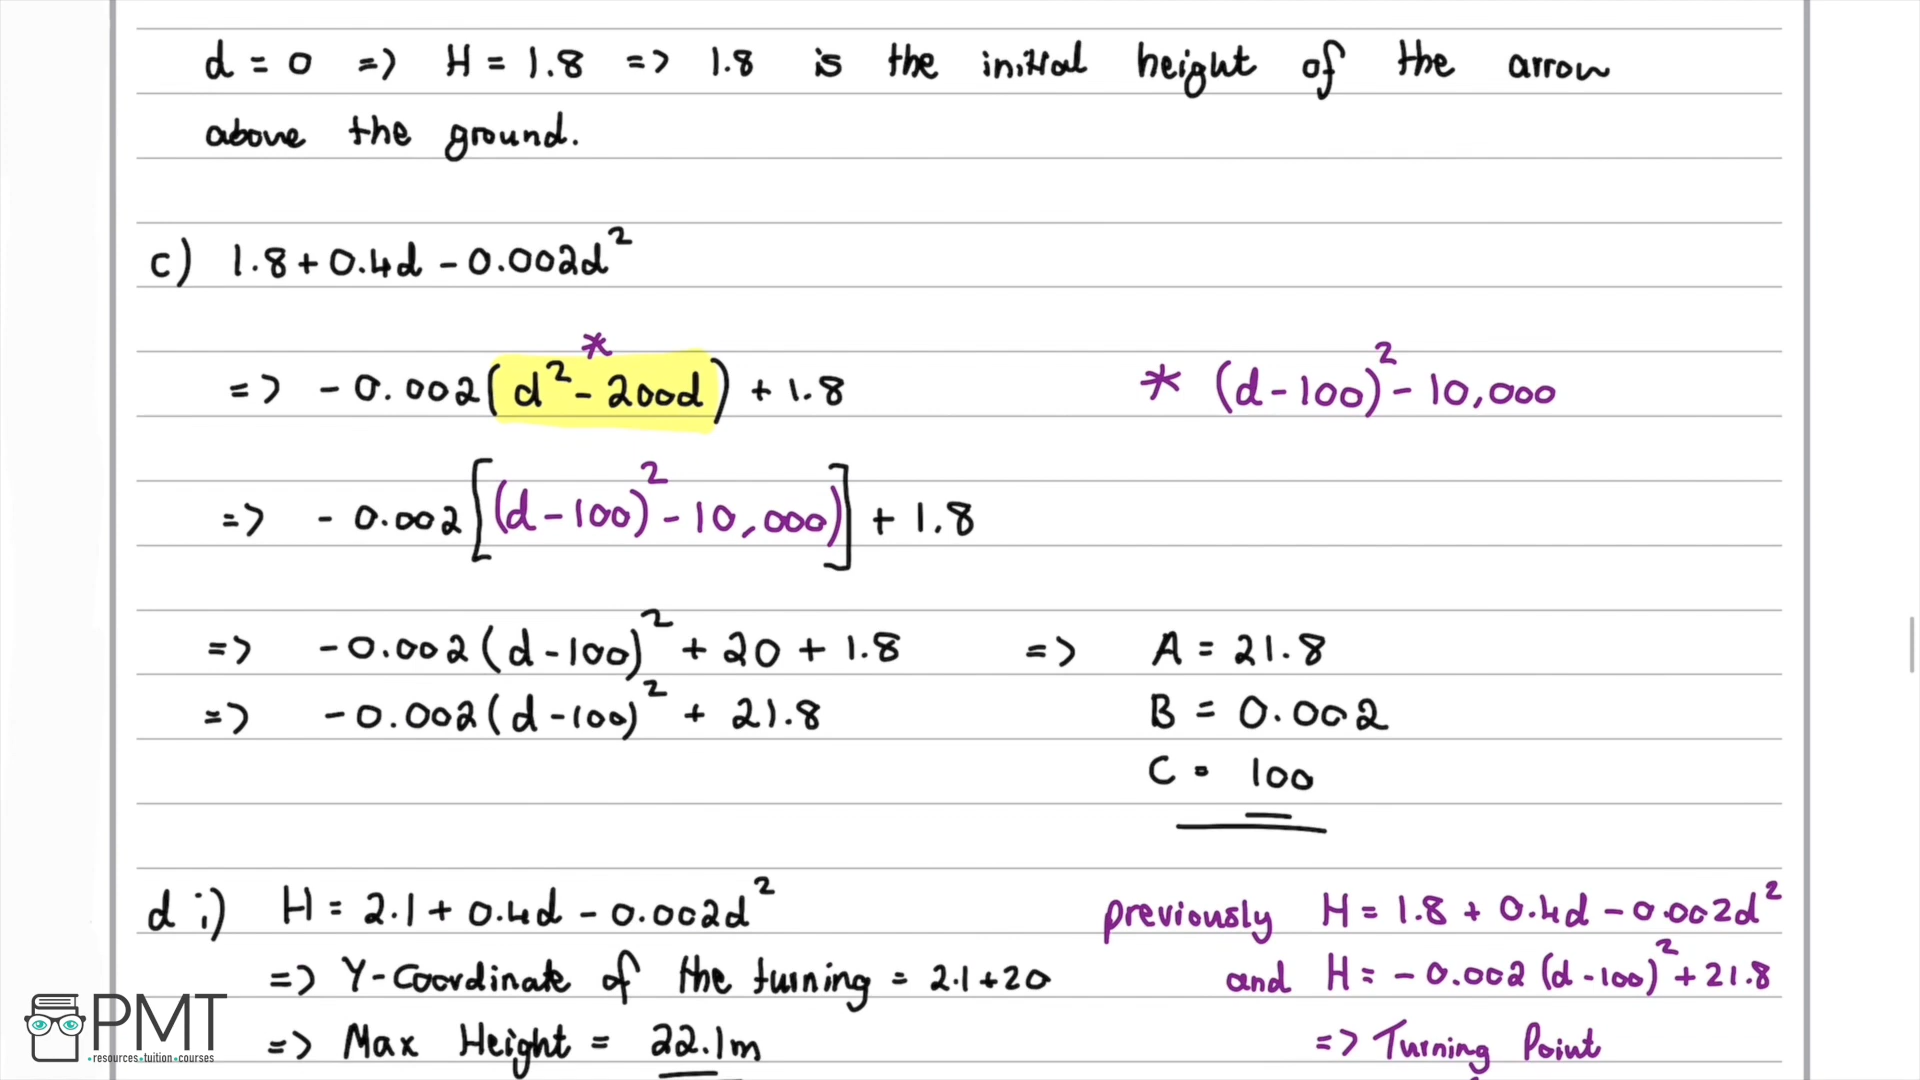 d = 0 => H = 1.8 => 1.8 is the initial height of the arrow
above the ground.
c) 1.8 + 0.4d - 0.002d²
*
=> - 0.002(d² - 200d) + 1.8
* (d - 100)² - 10,000
=> - 0.002[(d - 100)² - 10,000)] + 1.8
=> - 0.002(d - 100)² + 20 + 1.8 => A = 21.8
=> - 0.002(d - 100)² + 21.8
B = 0.002
C = 100
d i) H = 2.1 + 0.4d - 0.002d²
previously H = 1.8 + 0.4d - 0.002d²
=> Y-Coordinate of the turning = 2.1+20
and H = - 0.002 (d - 100)² + 21.8
=> Max Height = 22.1m
=> Turning Point
PMT
resources•tuition•courses